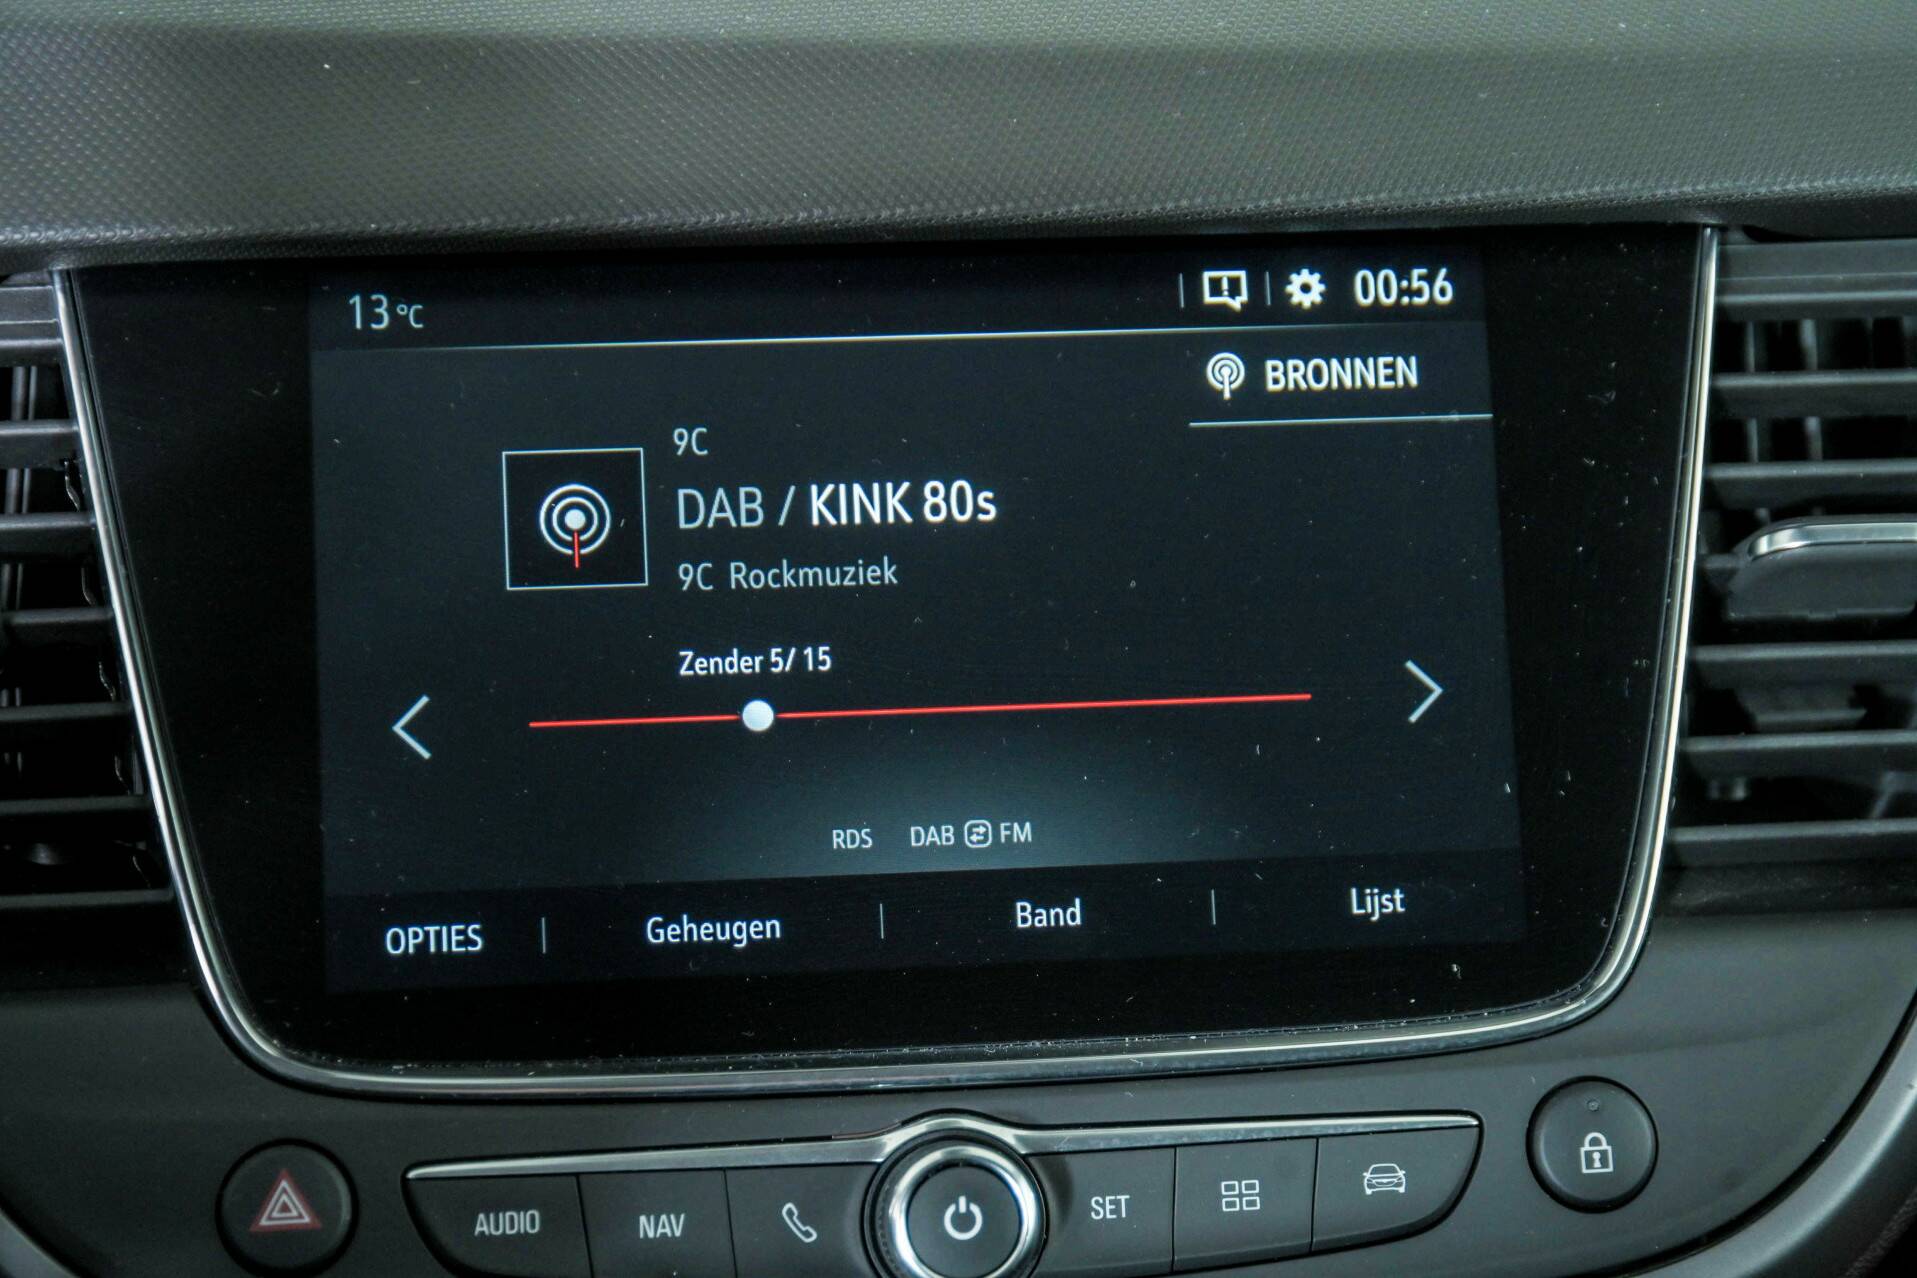 13 °C
00:56
BRONNEN
9C
DAB / KINK 80s
9C Rockmuziek
Zender 5/ 15
RDS DAB FM
OPTIES Geheugen Band Lijst
AUDIO NAV SET